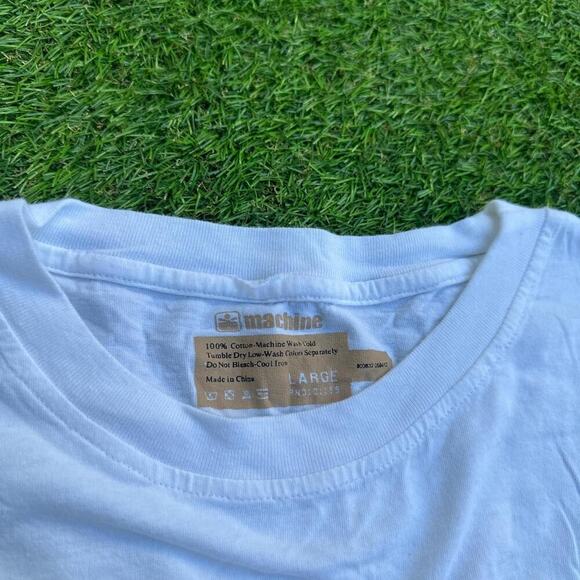 machine
100% Cotton-Machine Wash Cold
Tumble Dry Low-Wash Colors Separately
Do Not Bleach-Cool Iron
Made in China
LARGE